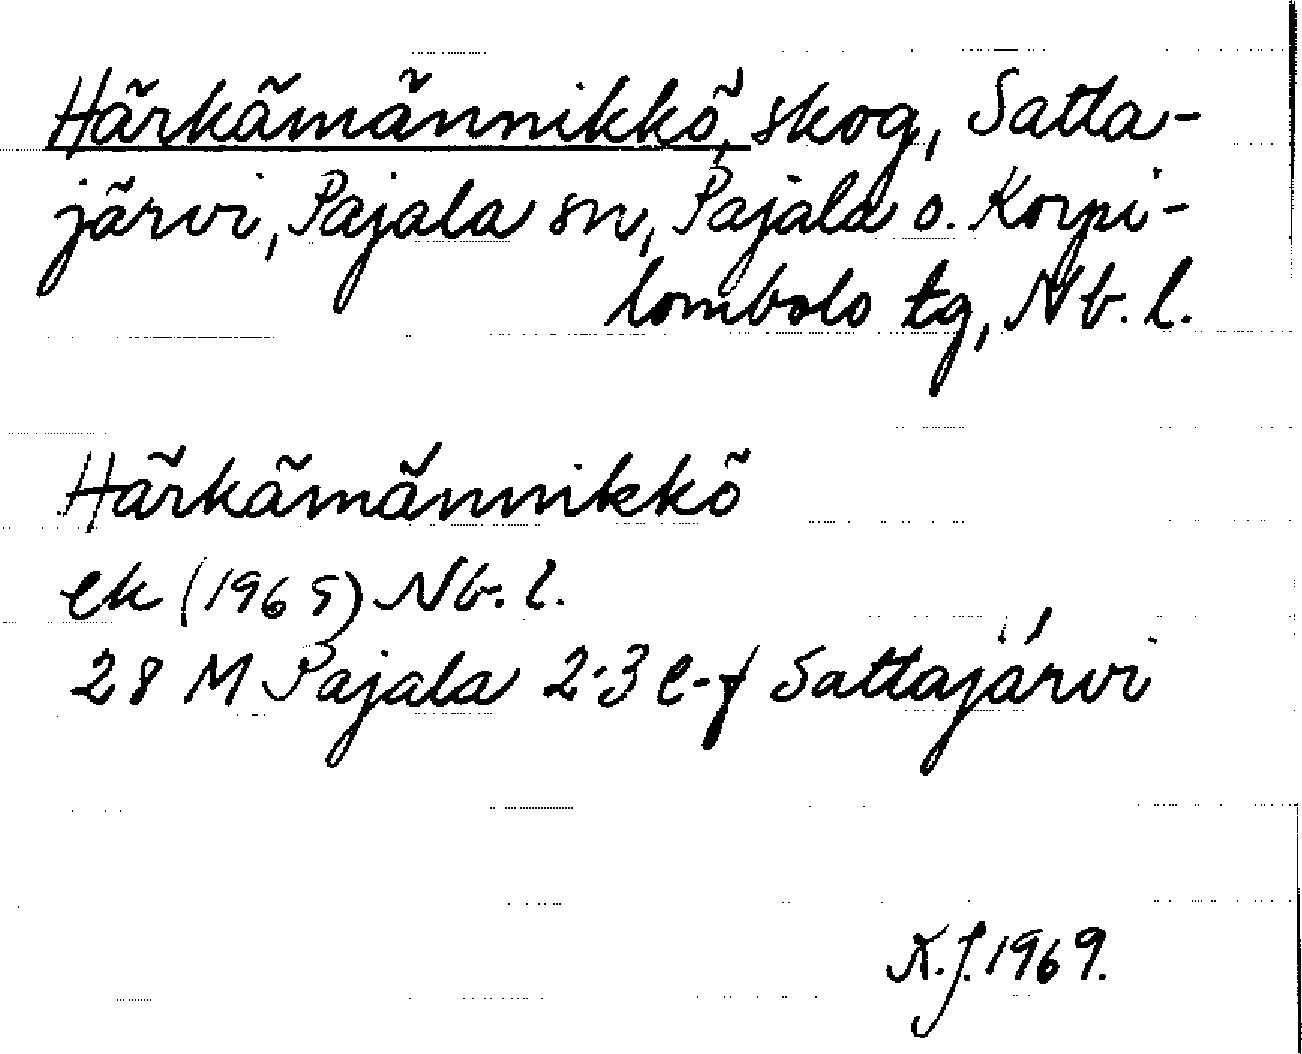 Härkämännikkö, skog, Satta-
järvi, Pajala sn, Pajala o. Korpi-
lombolo tg, Nb. l.
Härkämännikkö
ek (1965) Nb. l.
28 M Pajala 2-3 e-f Sattajärvi
K.J. 1969.